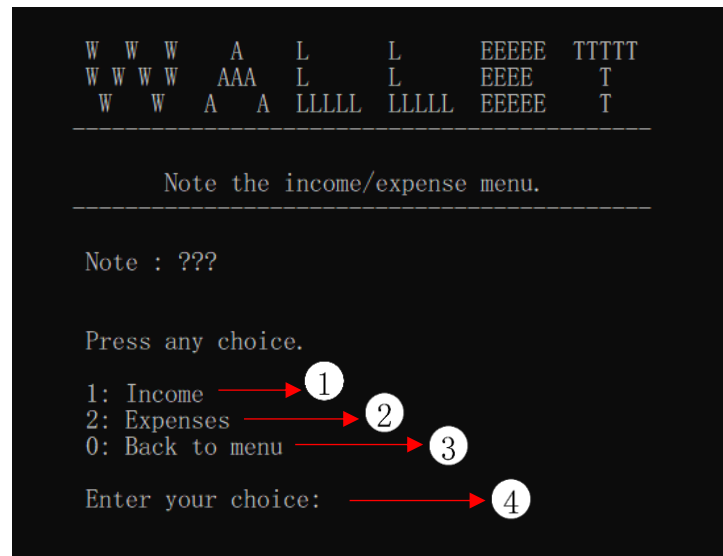 W W W A L L EEEEE TTTTT
W W W W AAA L L EEEE T
W W A A LLLLL LLLLL EEEEE T
Note the income/expense menu.
Note : ???
Press any choice.
1: Income 1
2: Expenses 2
0: Back to menu 3
Enter your choice: 4